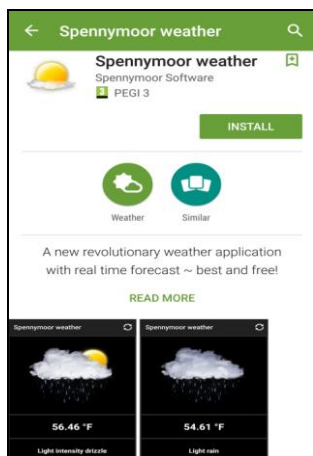 Spennymoor weather
Spennymoor weather
Spennymoor Software
3 PEGI 3
INSTALL
Weather
Similar
A new revolutionary weather application
with real time forecast ~ best and free!
READ MORE
Spennymoor weather
56.46 °F
Light intensity drizzle
Spennymoor weather
54.61 °F
Light rain